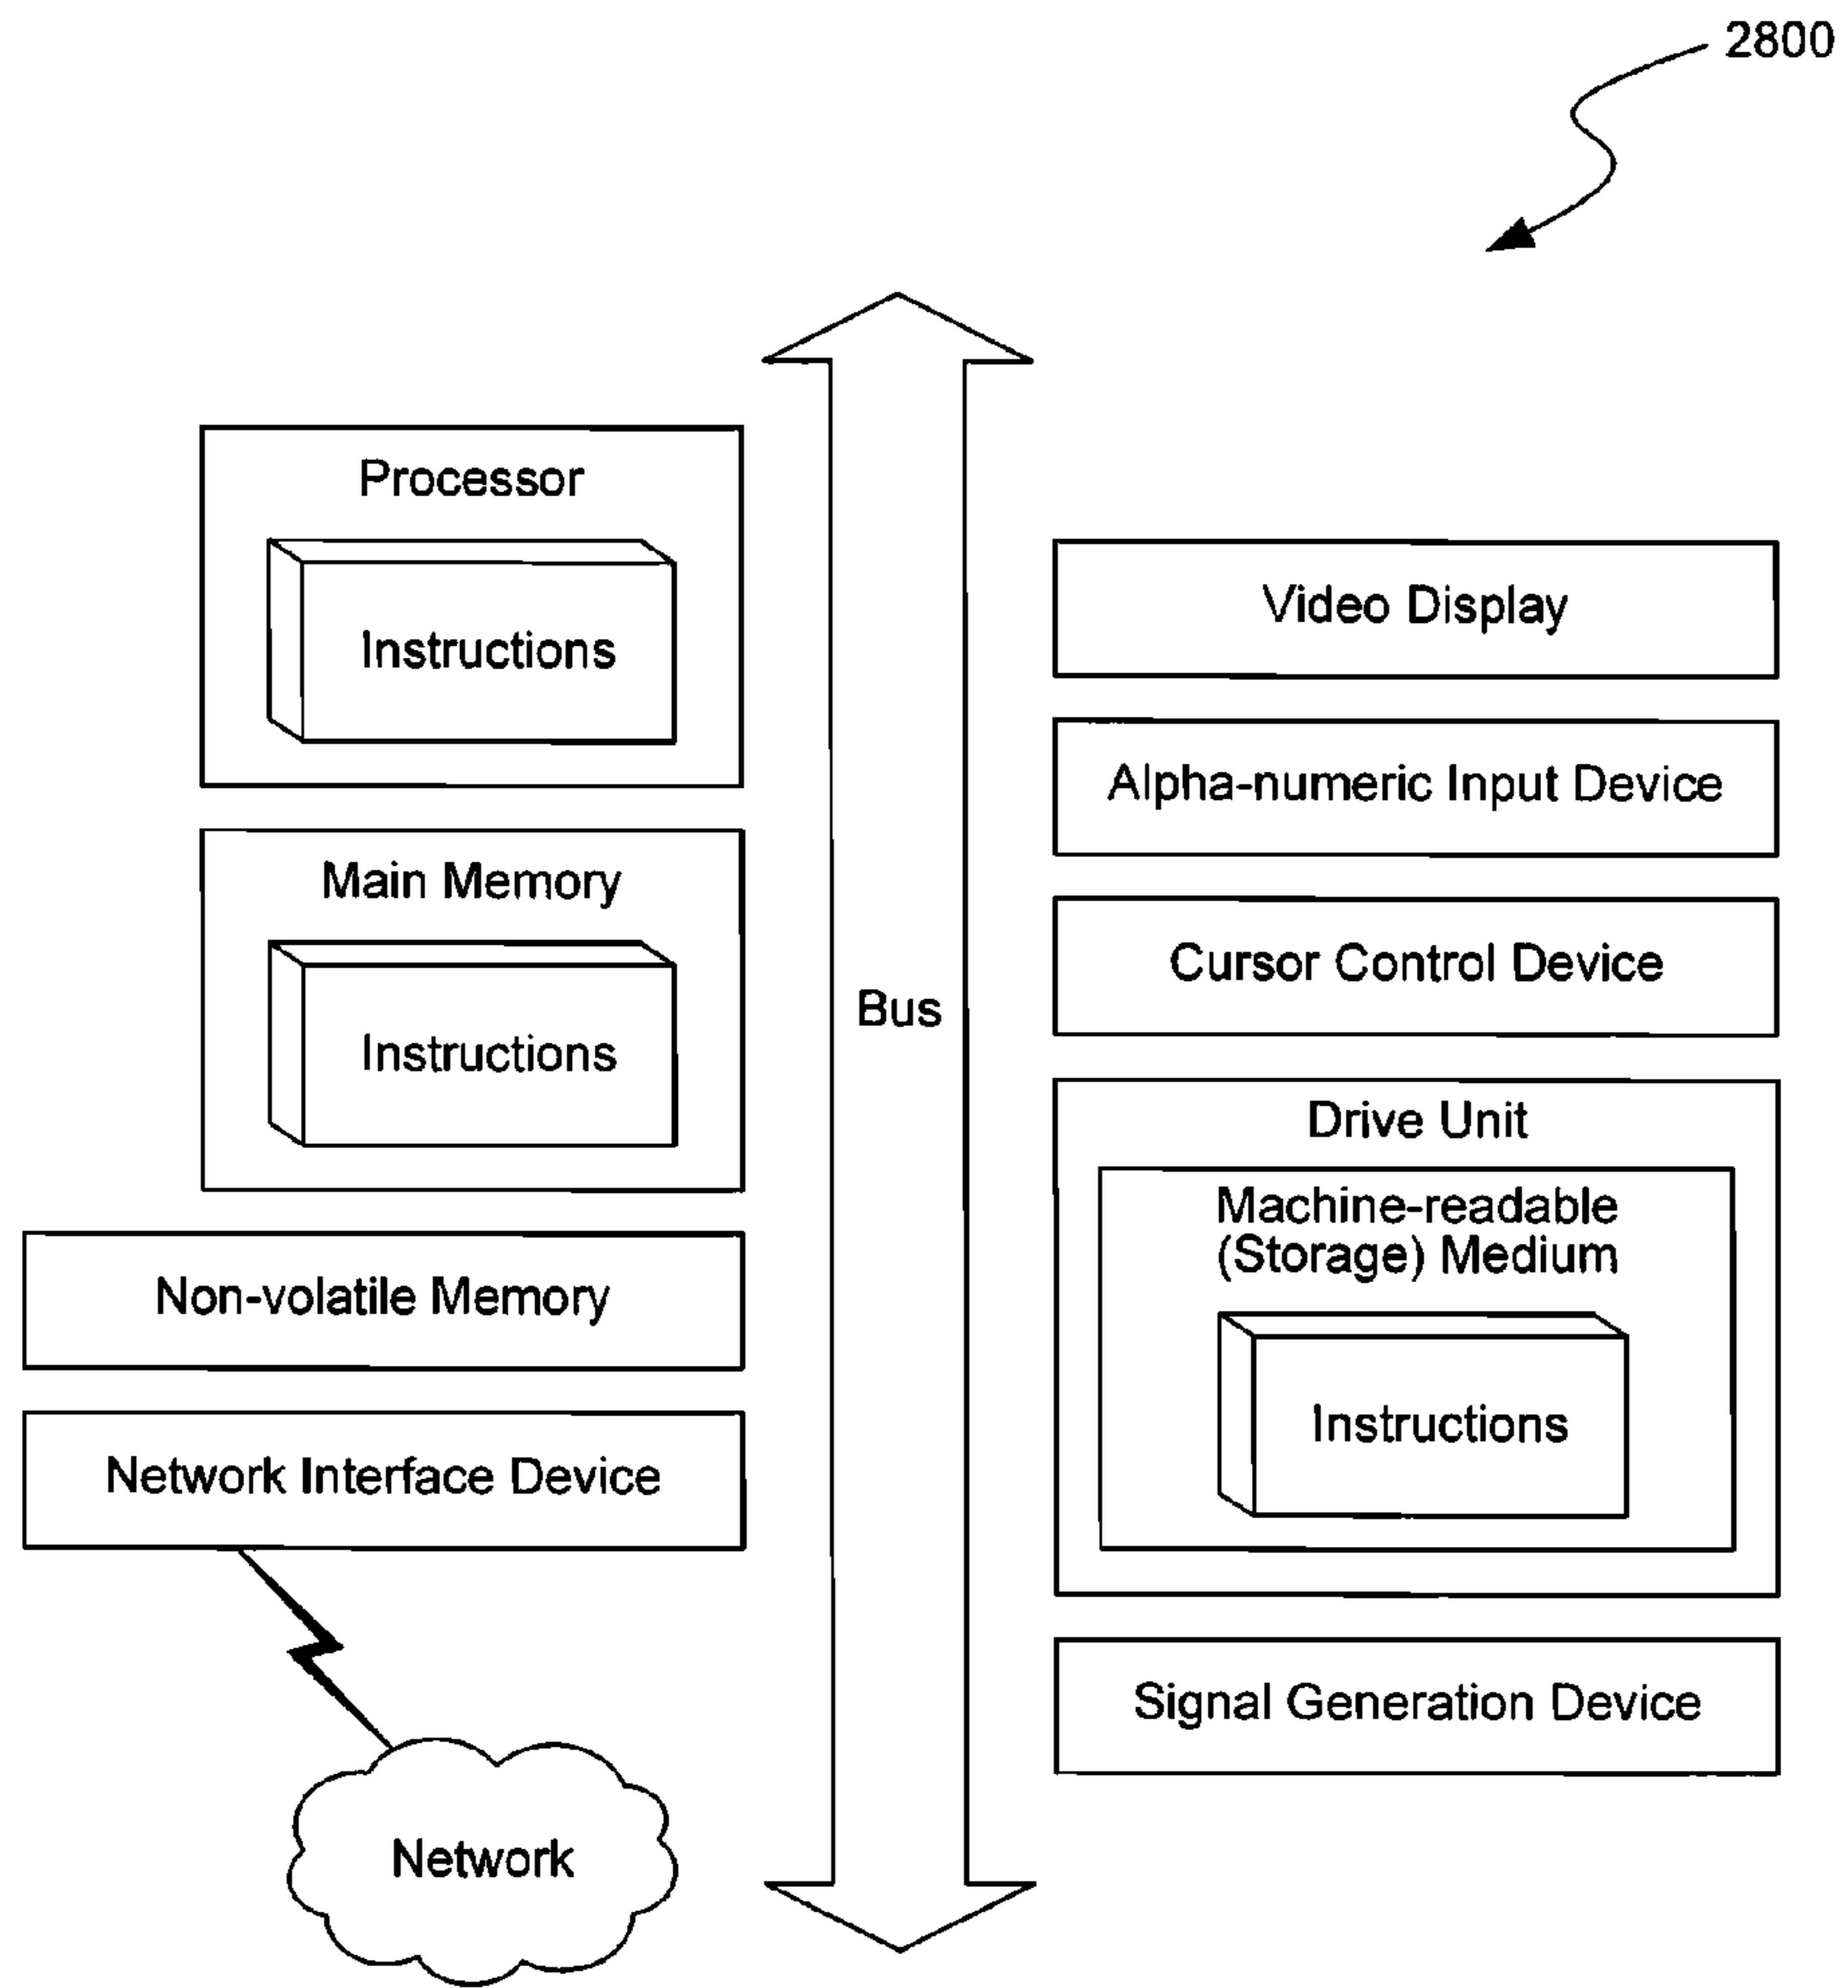 2800
Processor
Instructions
Main Memory
Instructions
Non-volatile Memory
Network Interface Device
Network
Bus
Video Display
Alpha-numeric Input Device
Cursor Control Device
Drive Unit
Machine-readable
(Storage) Medium
Instructions
Signal Generation Device